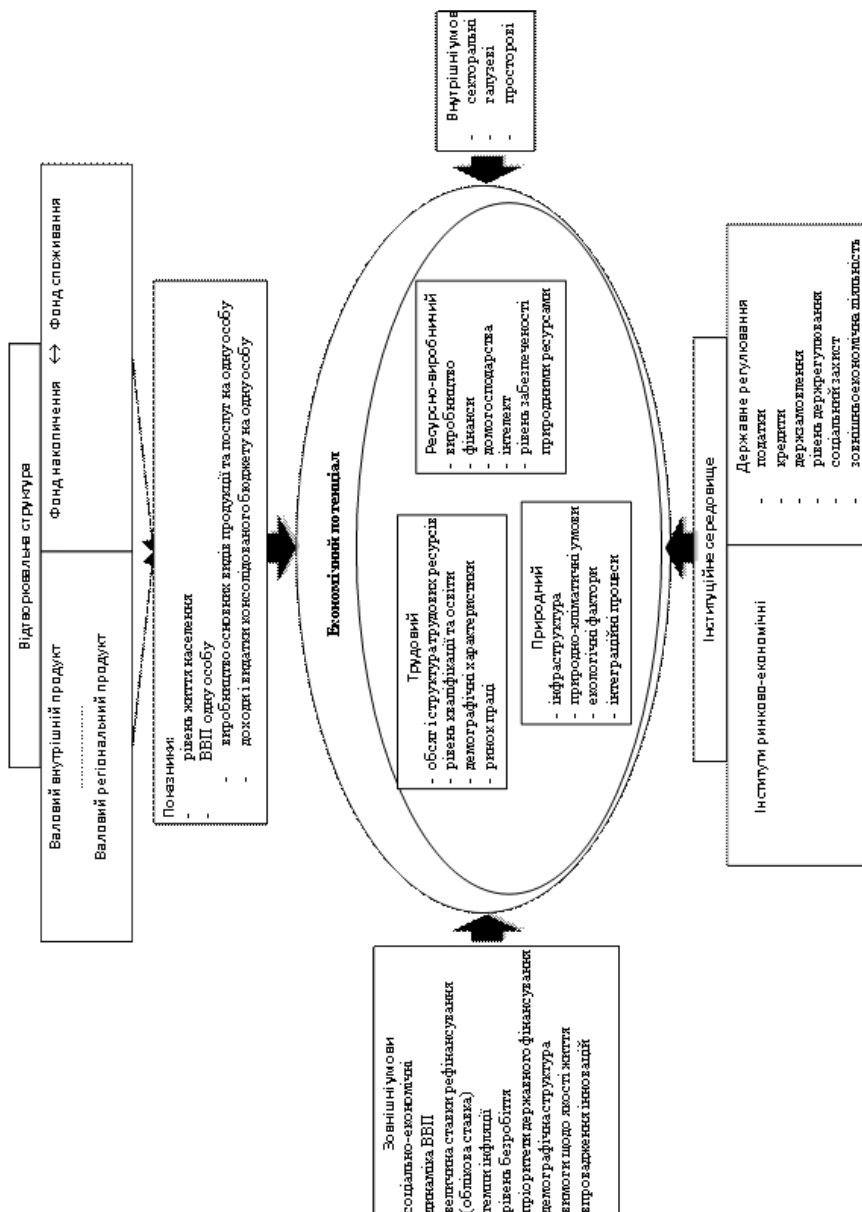 Відтворювальна структура
Валовий внутрішній продукт
..................
Валовий регіональний продукт
Фонд накопичення ⇔ Фонд споживання
Показники:
- рівень життя населення
- ВВП одну особу
- виробництво основних видів продукції та послуг на одну особу
- доходи і видатки консолідованого бюджету на одну особу
Зовнішні умови
соціально-економічні
динаміка ВВП
величина ставки рефінансування
(облікова ставка)
темпи інфляції
рівень безробіття
пріоритети державного фінансування
демографічна структура
вимоги щодо якості життя
впровадження інновацій
Економічний потенціал
Трудовий
- обсяг і структура трудових ресурсів
- рівень кваліфікації та освіти
- демографічні характеристики
- ринок праці
Ресурсно-виробничий
- виробництво
- фінанси
- домогосподарства
- інтелект
- рівень забезпеченості
природними ресурсами
Природний
- інфраструктура
- природно-кліматичні умови
- екологічні фактори
- інтеграційні процеси
Внутрішні умов
- секторальні
- галузеві
- просторові
Інституційне середовище
Інститути ринково-економічні
Державне регулювання
- податки
- кредити
- держзамовлення
- рівень держрегулювання
- соціальний захист
- зовнішньоекономічна діяльність